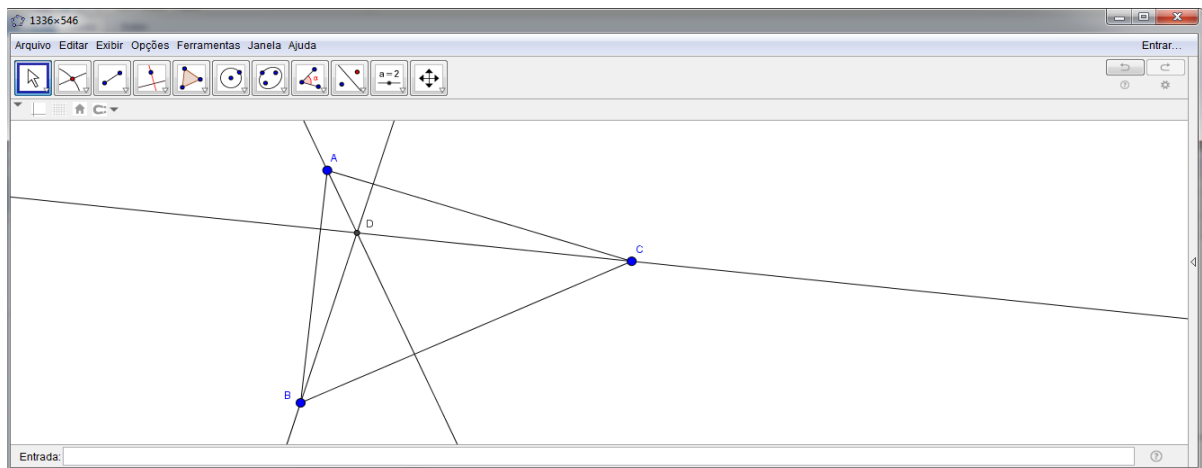 1336×546
Arquivo Editar Exibir Opções Ferramentas Janela Ajuda Entrar...
α
a=2
A
D
C
B
Entrada: